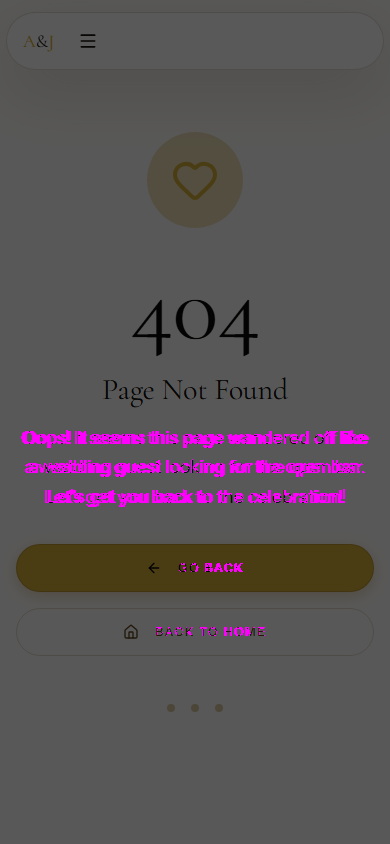 A&J
404
Page Not Found
Oops! It seems this page wandered off like
a wedding guest looking for the open bar.
Let's get you back to the celebration!
GO BACK
BACK TO HOME